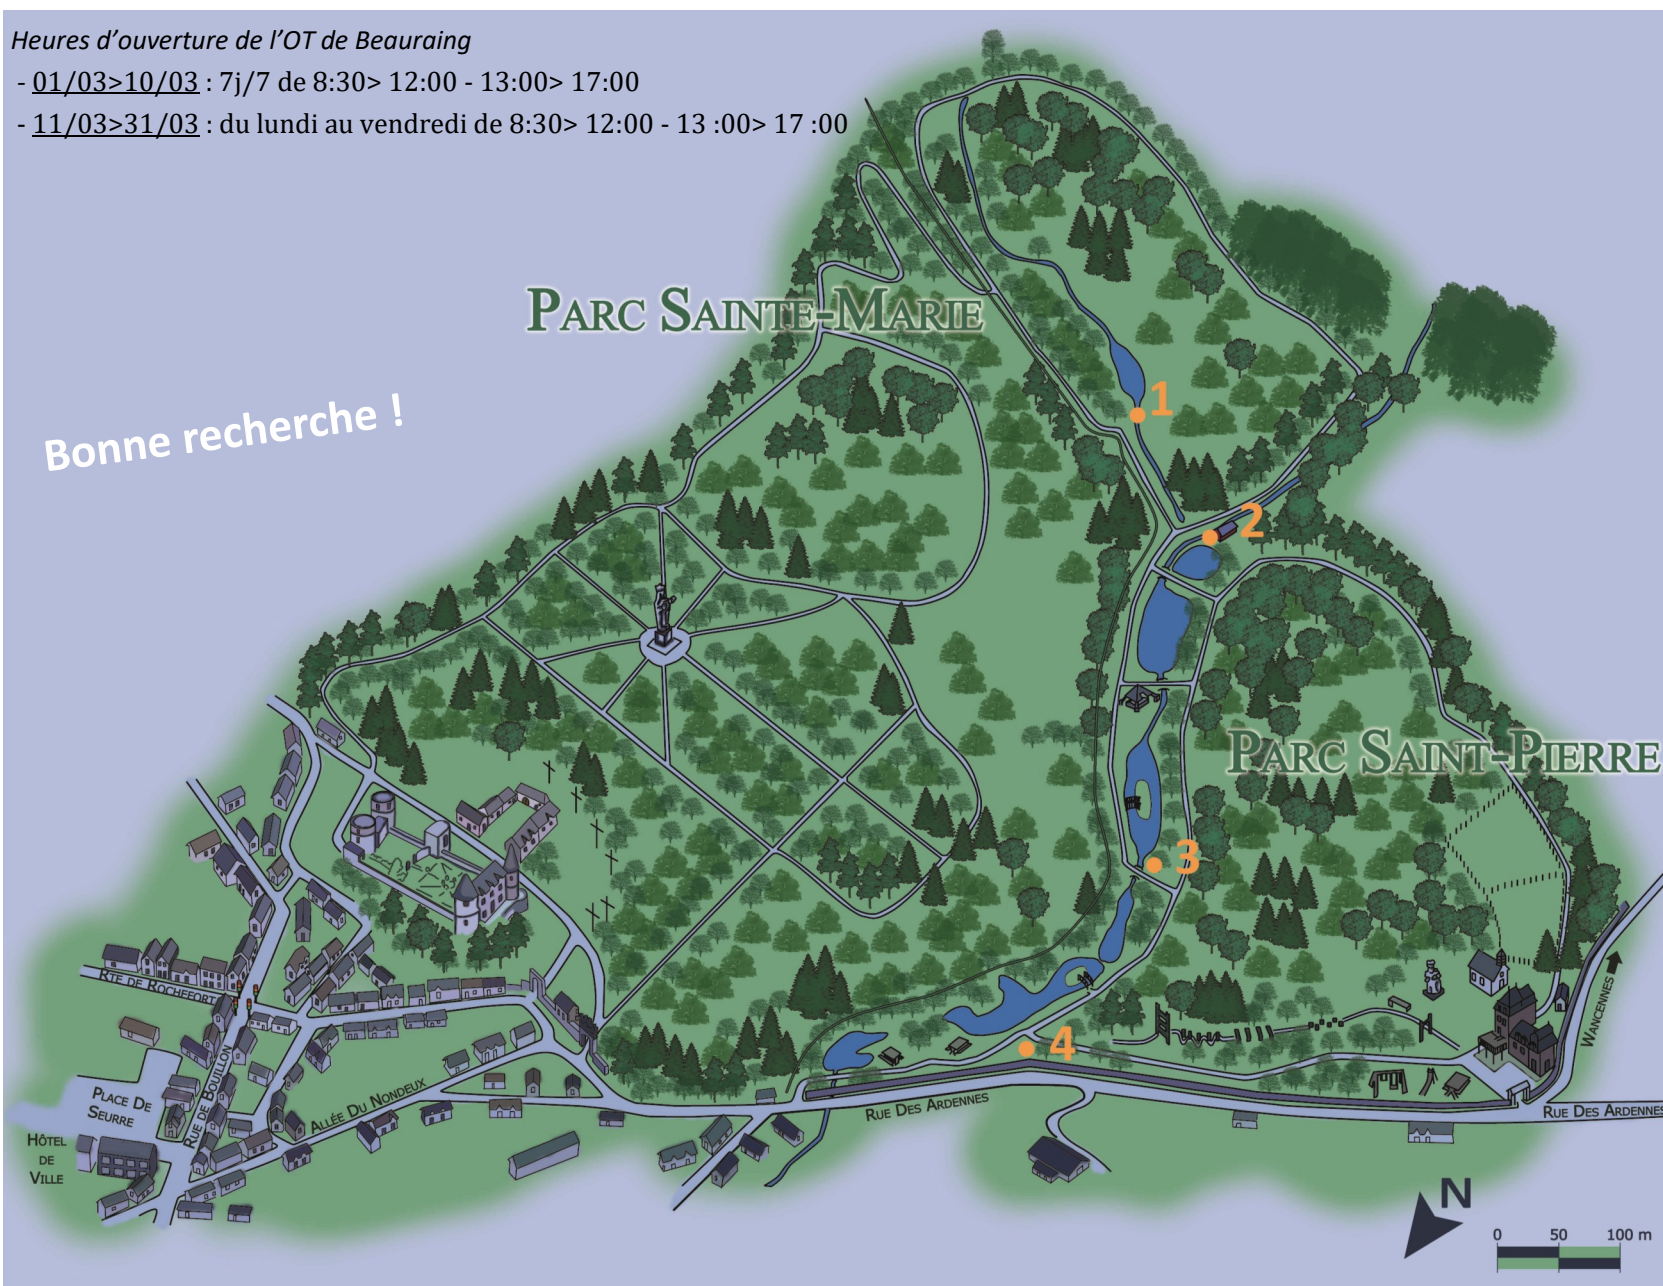 Heures d’ouverture de l’OT de Beauraing
- 01/03>10/03 : 7j/7 de 8:30> 12:00 - 13:00> 17:00
- 11/03>31/03 : du lundi au vendredi de 8:30> 12:00 - 13 :00> 17 :00
PARC SAINTE-MARIE
Bonne recherche !
1
2
PARC SAINT-PIERRE
3
4
RTE DE ROCHEFORT
RUE DE BOUILLON
PLACE DE
SEURRE
HÔTEL
DE
VILLE
ALLÉE DU NONDEUX
RUE DES ARDENNES
RUE DES ARDENNES
WANCENNES
N
0 50 100 m